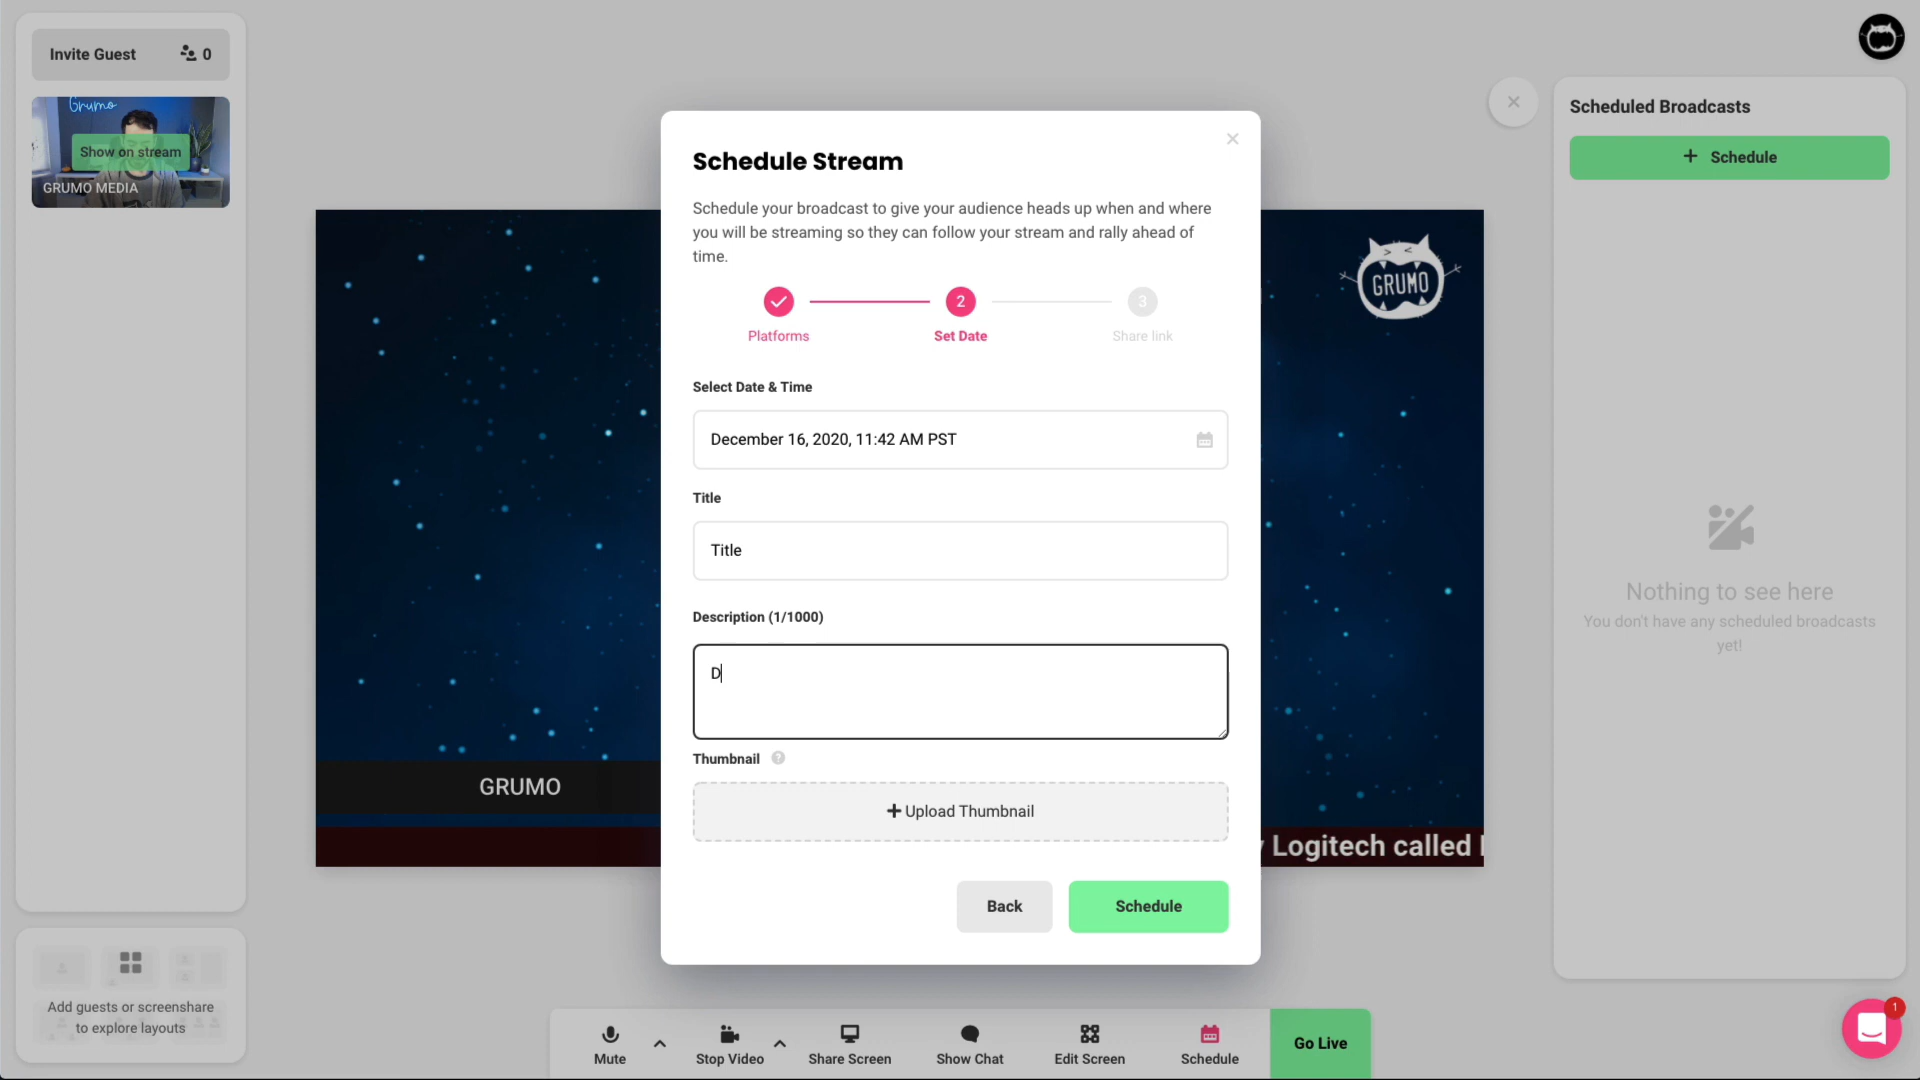 Invite Guest
0
Grumo
Show on stream
GRUMO MEDIA
Add guests or screenshare
to explore layouts
Schedule Stream
Schedule your broadcast to give your audience heads up when and where
you will be streaming so they can follow your stream and rally ahead of
time.
2
3
Platforms
Set Date
Share link
Select Date & Time
December 16, 2020, 11:42 AM PST
Title
Title
Description (1/1000)
D
Thumbnail ?
+ Upload Thumbnail
Back
Schedule
GRUMO
GRUMO
Logitech called
Scheduled Broadcasts
+ Schedule
Nothing to see here
You don't have any scheduled broadcasts
yet!
Mute
Stop Video
Share Screen
Show Chat
Edit Screen
Schedule
Go Live
1